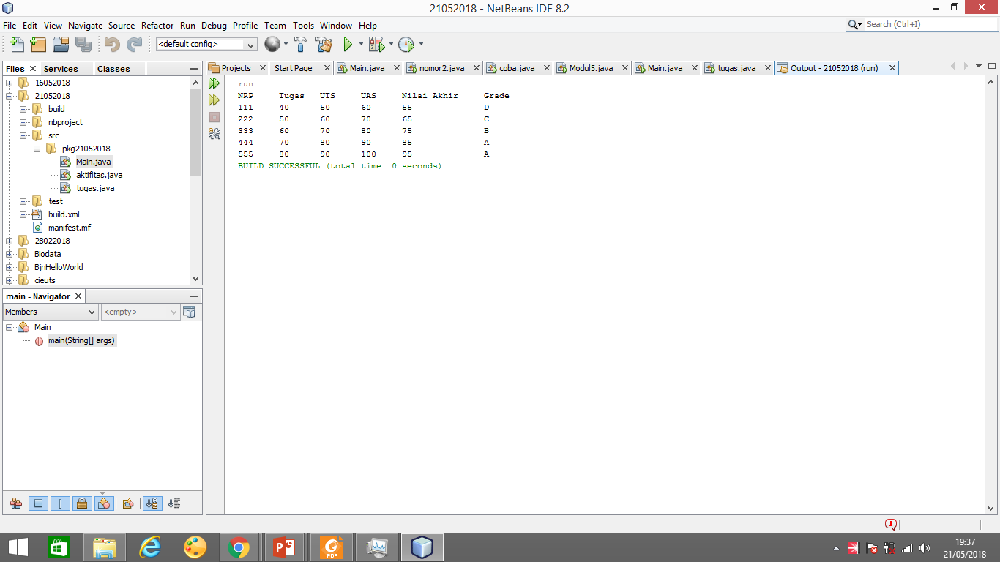 21052018 - NetBeans IDE 8.2
File Edit View Navigate Source Refactor Run Debug Profile Team Tools Window Help
Search (Ctrl+I)
<default config>
Files Services Classes
16052018
21052018
build
nbproject
src
pkg21052018
Main.java
aktifitas.java
tugas.java
test
build.xml
manifest.mf
28022018
Biodata
BjnHelloWorld
cieuts
main - Navigator
Members <empty>
Main
main(String[] args)
Projects Start Page Main.java nomor2.java coba.java Modul5.java Main.java tugas.java Output - 21052018 (run)
run:
NRP Tugas UTS UAS Nilai Akhir Grade
111 40 50 60 55 D
222 50 60 70 65 C
333 60 70 80 75 B
444 70 80 90 85 A
555 80 90 100 95 A
BUILD SUCCESSFUL (total time: 0 seconds)
1
PDF
19:37
21/05/2018